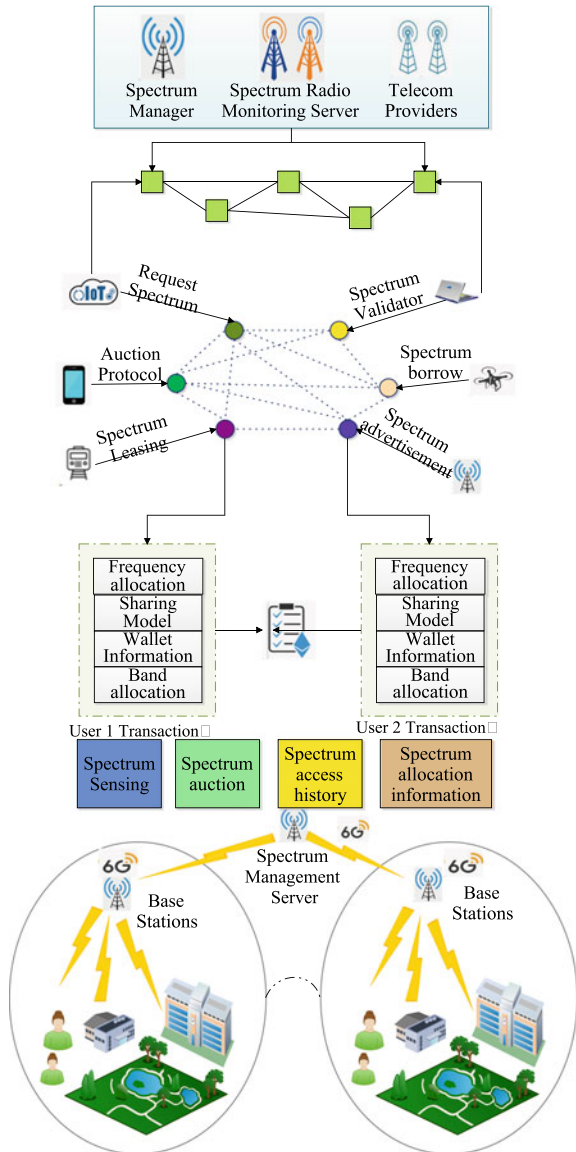 Spectrum
Manager
Spectrum Radio
Monitoring Server
Telecom
Providers
IoT
Request
Spectrum
Spectrum
Validator
Auction
Protocol
Spectrum
borrow
Spectrum
Leasing
Spectrum
advertisement
Frequency
allocation
Sharing
Model
Wallet
Information
Band
allocation
Frequency
allocation
Sharing
Model
Wallet
Information
Band
allocation
User 1 Transaction
User 2 Transaction
Spectrum
Sensing
Spectrum
auction
Spectrum
access
history
Spectrum
allocation
information
6G
Spectrum
Management
Server
6G
Base
Stations
6G
Base
Stations